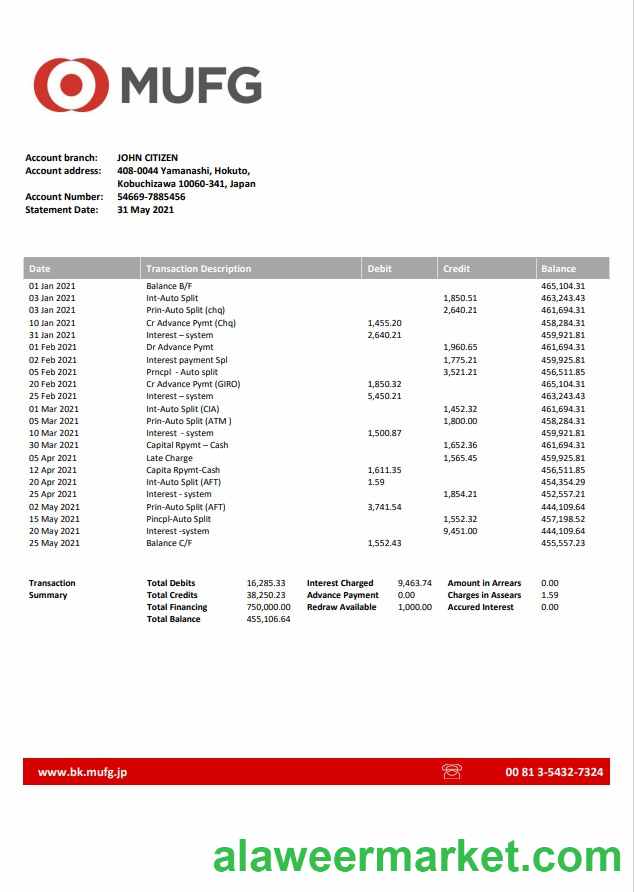 MUFG
Account branch: JOHN CITIZEN
Account address: 408-0044 Yamanashi, Hokuto,
Kobuchizawa 10060-341, Japan
Account Number: 54669-7885456
Statement Date: 31 May 2021
Date Transaction Description Debit Credit Balance
01 Jan 2021 Balance B/F 465,104.31
03 Jan 2021 Int-Auto Split 1,850.51 463,243.43
03 Jan 2021 Prin-Auto Split (chq) 2,640.21 461,694.31
10 Jan 2021 Cr Advance Pymt (Chq) 1,455.20 458,284.31
31 Jan 2021 Interest – system 2,640.21 459,921.81
01 Feb 2021 Dr Advance Pymt 1,960.65 461,694.31
02 Feb 2021 Interest payment Spl 1,775.21 459,925.81
05 Feb 2021 Prncpl - Auto split 3,521.21 456,511.85
20 Feb 2021 Cr Advance Pymt (GIRO) 1,850.32 465,104.31
25 Feb 2021 Interest – system 5,450.21 463,243.43
01 Mar 2021 Int-Auto Split (CIA) 1,452.32 461,694.31
05 Mar 2021 Prin-Auto Split (ATM ) 1,800.00 458,284.31
10 Mar 2021 Interest - system 1,500.87 459,921.81
30 Mar 2021 Capital Rpymt – Cash 1,652.36 461,694.31
05 Apr 2021 Late Charge 1,565.45 459,925.81
12 Apr 2021 Capita Rpymt-Cash 1,611.35 456,511.85
20 Apr 2021 Int-Auto Split (AFT) 1.59 454,354.29
25 Apr 2021 Interest - system 1,854.21 452,557.21
02 May 2021 Prin-Auto Split (AFT) 3,741.54 444,109.64
15 May 2021 Pincpl-Auto Split 1,552.32 457,198.52
20 May 2021 Interest -system 9,451.00 444,109.64
25 May 2021 Balance C/F 1,552.43 455,557.23
Transaction Total Debits 16,285.33 Interest Charged 9,463.74 Amount in Arrears 0.00
Summary Total Credits 38,250.23 Advance Payment 0.00 Charges in Assears 1.59
Total Financing 750,000.00 Redraw Available 1,000.00 Accured Interest 0.00
Total Balance 455,106.64
www.bk.mufg.jp 00 81 3-5432-7324
alaweermarket.com